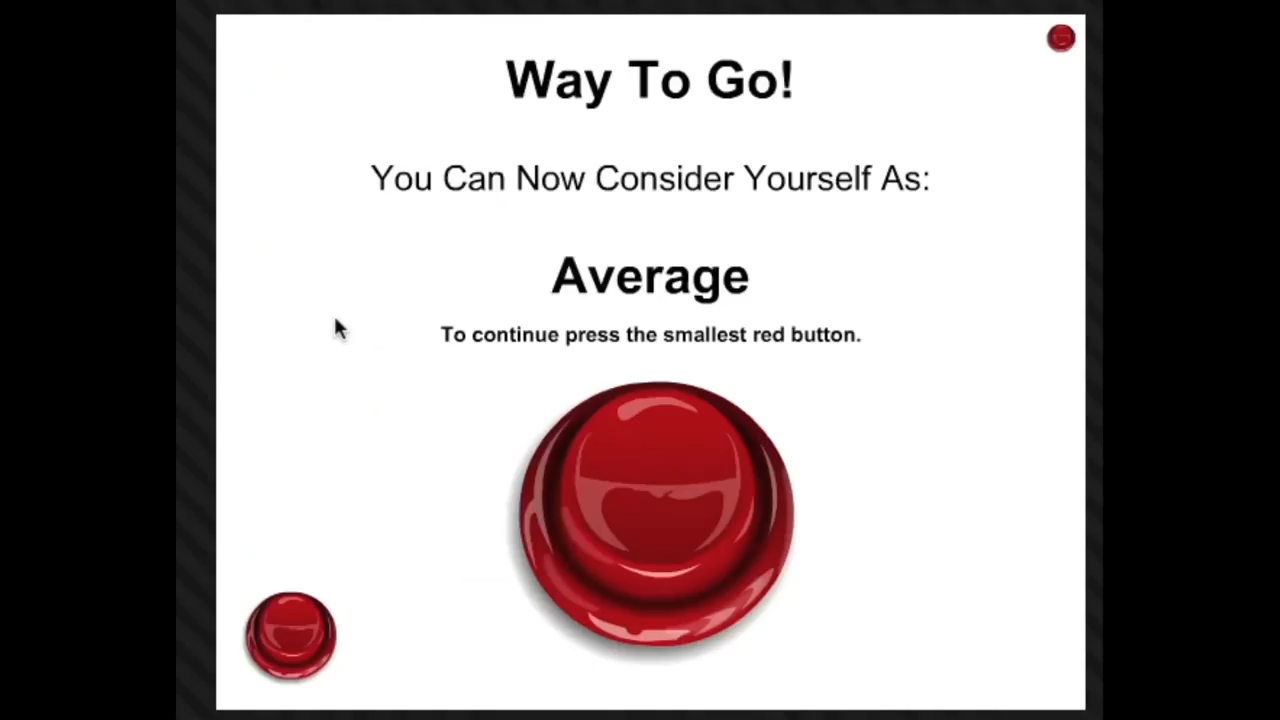 Way To Go!
You Can Now Consider Yourself As:
Average
To continue press the smallest red button.